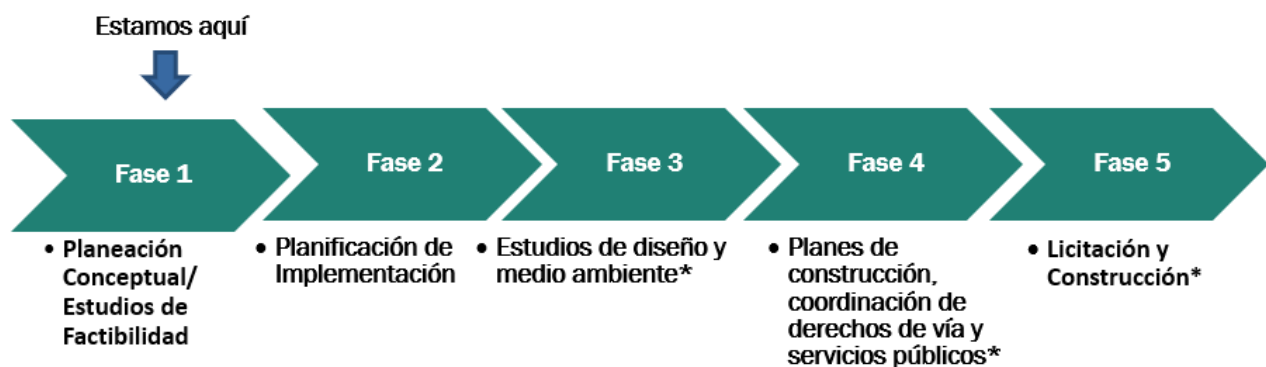 Estamos aquí
Fase 1
Fase 2
Fase 3
Fase 4
Fase 5
• Planeación
Conceptual/
Estudios de
Factibilidad
• Planificación de
Implementación
• Estudios de diseño y
medio ambiente*
• Planes de
construcción,
coordinación de
derechos de vía y
servicios públicos*
• Licitación y
Construcción*